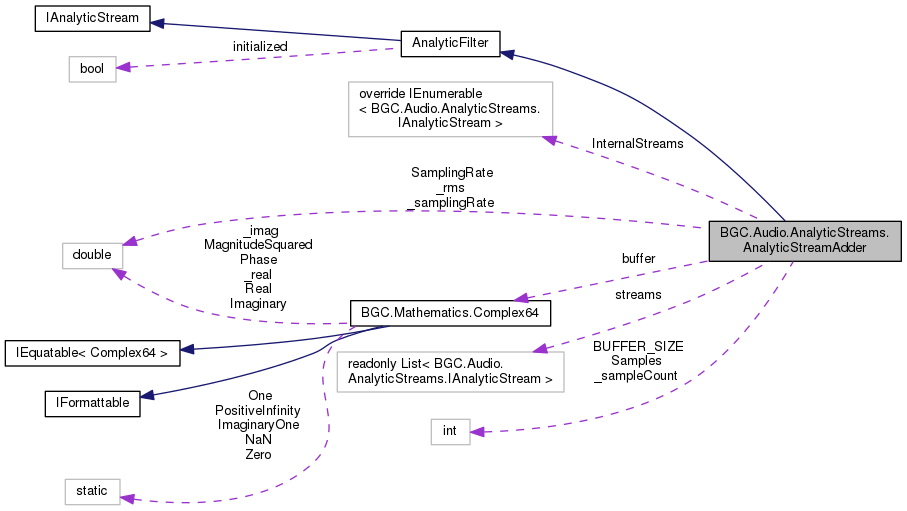 IAnalyticStream
initialized
AnalyticFilter
bool
override IEnumerable
< BGC.Audio.AnalyticStreams.
IAnalyticStream >
InternalStreams
SamplingRate
_rms
_samplingRate
BGC.Audio.AnalyticStreams.
AnalyticStreamAdder
_imag
MagnitudeSquared
Phase
_real
Real
Imaginary
double
buffer
streams
BGC.Mathematics.Complex64
IEquatable< Complex64 >
BUFFER_SIZE
Samples
_sampleCount
readonly List< BGC.Audio.
AnalyticStreams.IAnalyticStream >
IFormattable
One
PositiveInfinity
ImaginaryOne
NaN
Zero
int
static